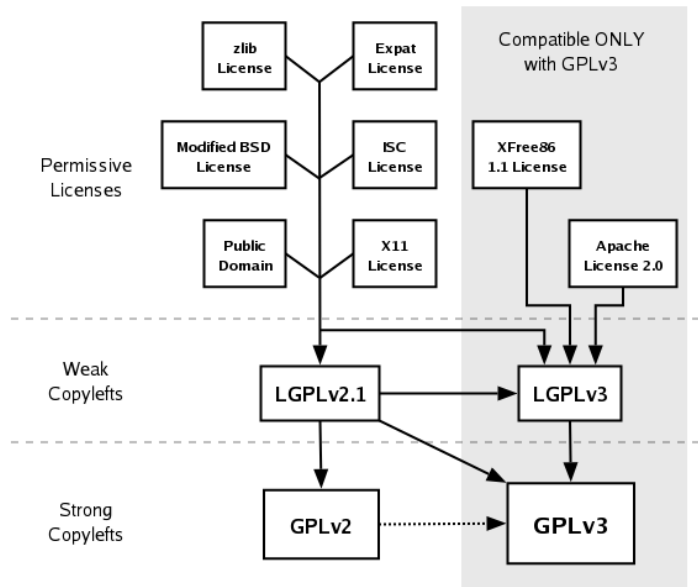 zlib
License
Expat
License
Compatible ONLY
with GPLv3
Permissive
Licenses
Modified BSD
License
ISC
License
XFree86
1.1 License
Public
Domain
X11
License
Apache
License 2.0
Weak
Copylefts
LGPLv2.1
LGPLv3
Strong
Copylefts
GPLv2
GPLv3